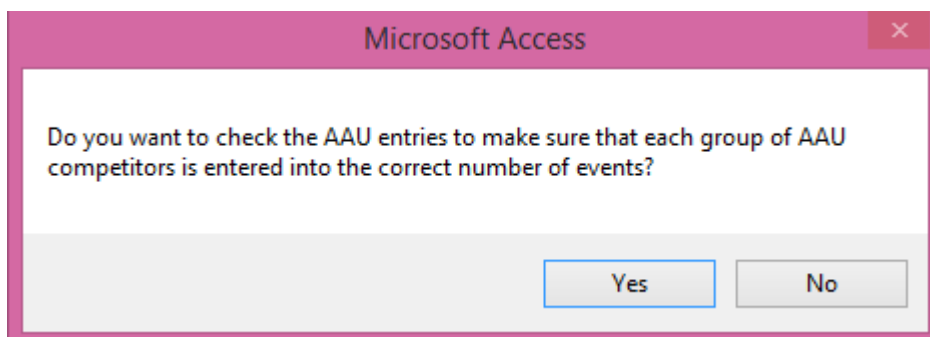 Microsoft Access
Do you want to check the AAU entries to make sure that each group of AAU
competitors is entered into the correct number of events?
Yes
No